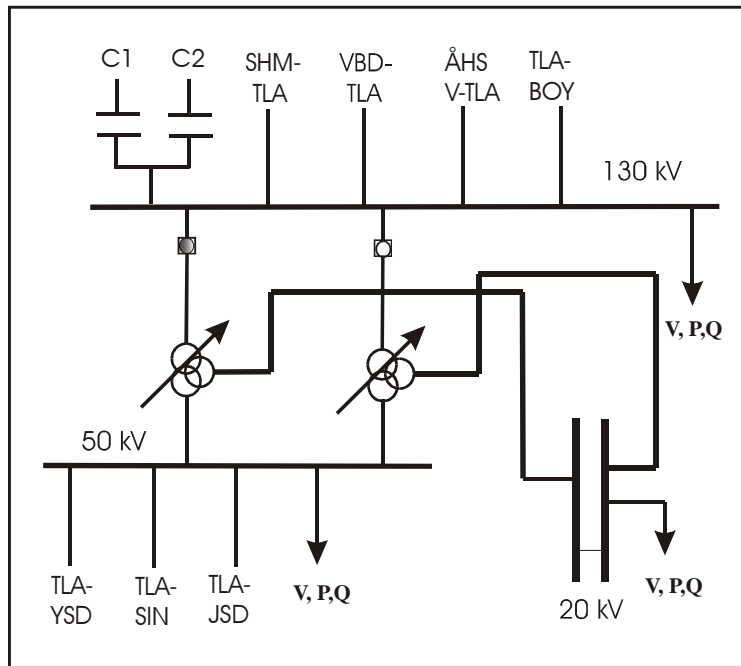 C1
C2
SHM-
TLA
VBD-
TLA
ÅHS
V-TLA
TLA-
BOY
130 kV
V, P,Q
50 kV
TLA-
YSD
TLA-
SIN
TLA-
JSD
V, P,Q
V, P,Q
20 kV